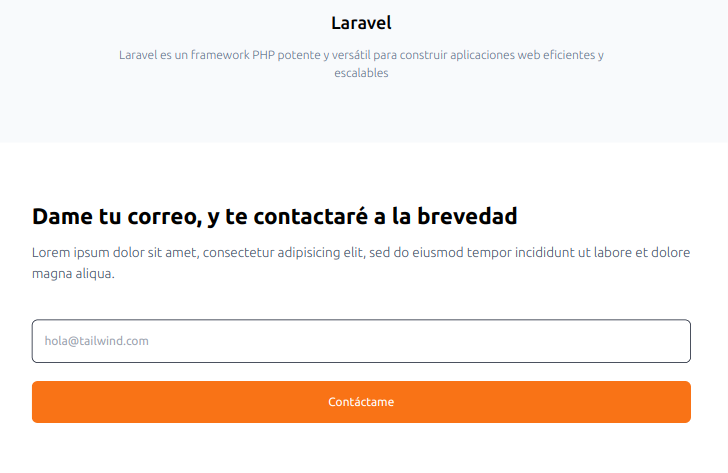 Laravel
Laravel es un framework PHP potente y versátil para construir aplicaciones web eficientes y
escalables
Dame tu correo, y te contactaré a la brevedad
Lorem ipsum dolor sit amet, consectetur adipisicing elit, sed do eiusmod tempor incididunt ut labore et dolore
magna aliqua.
hola@tailwind.com
Contáctame